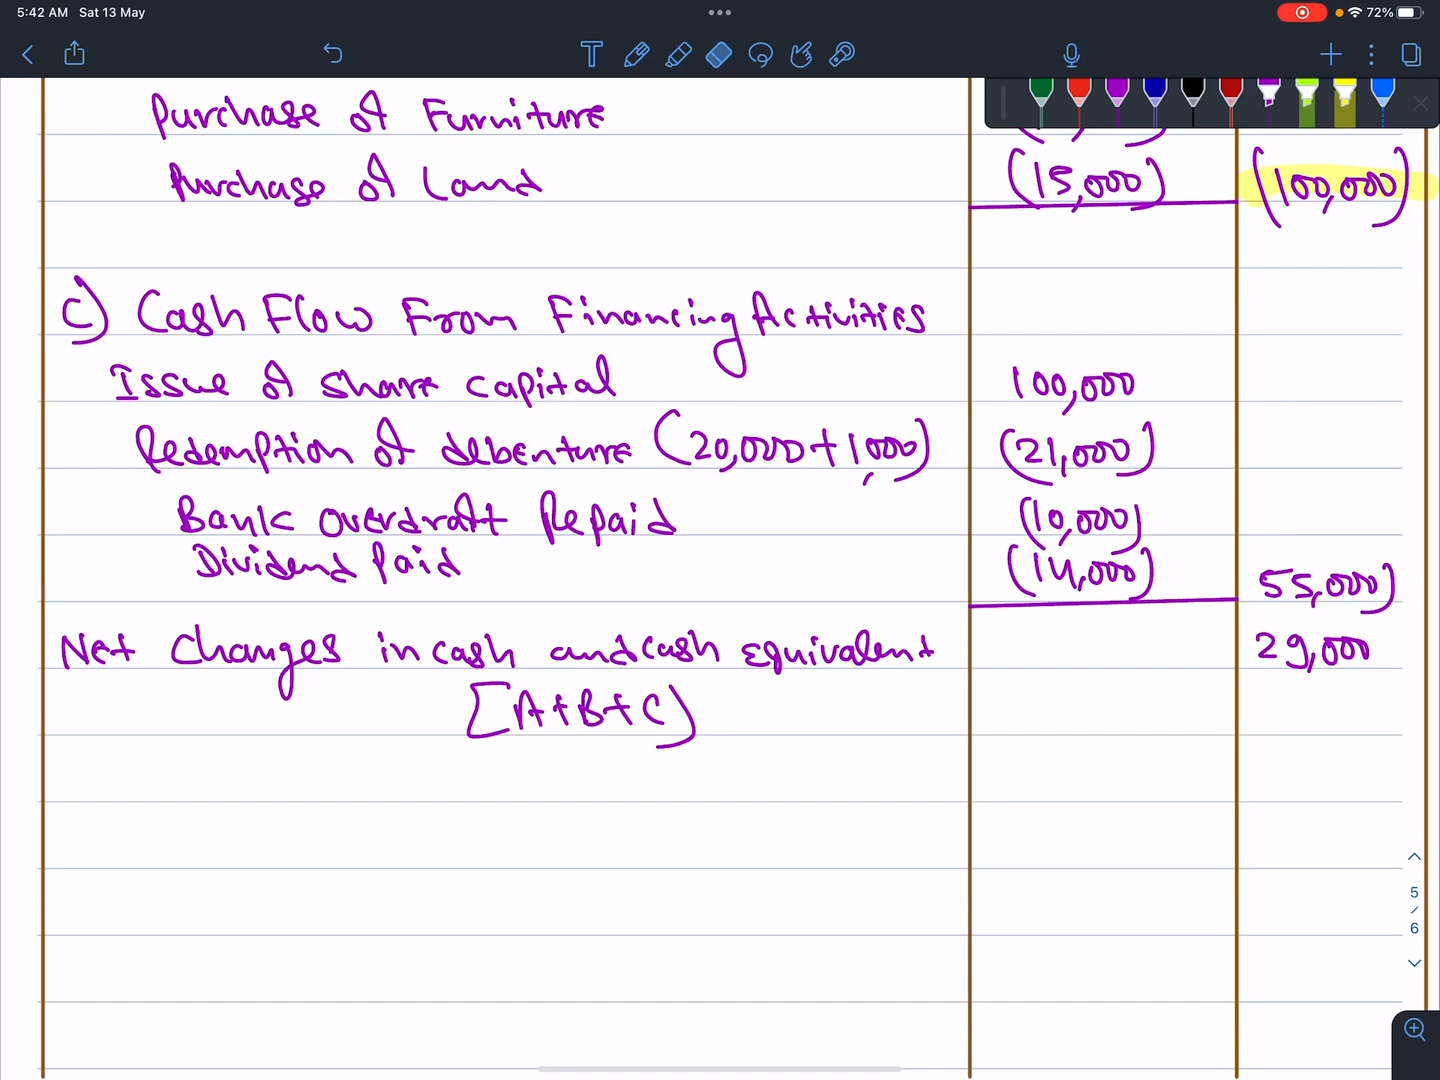 5:42 AM Sat 13 May
72%
T
Purchase of Furniture
Purchase of Land (15,000) (100,000)
C) Cash Flow From Financing Activities
Issue of share capital 100,000
Redemption of debenture (20,000+1,000) (21,000)
Bank overdraft Repaid (10,000)
Dividend Paid (14,000) 55,000)
Net changes in cash and cash equivalent 29,000
[A+B+C)
5
/
6